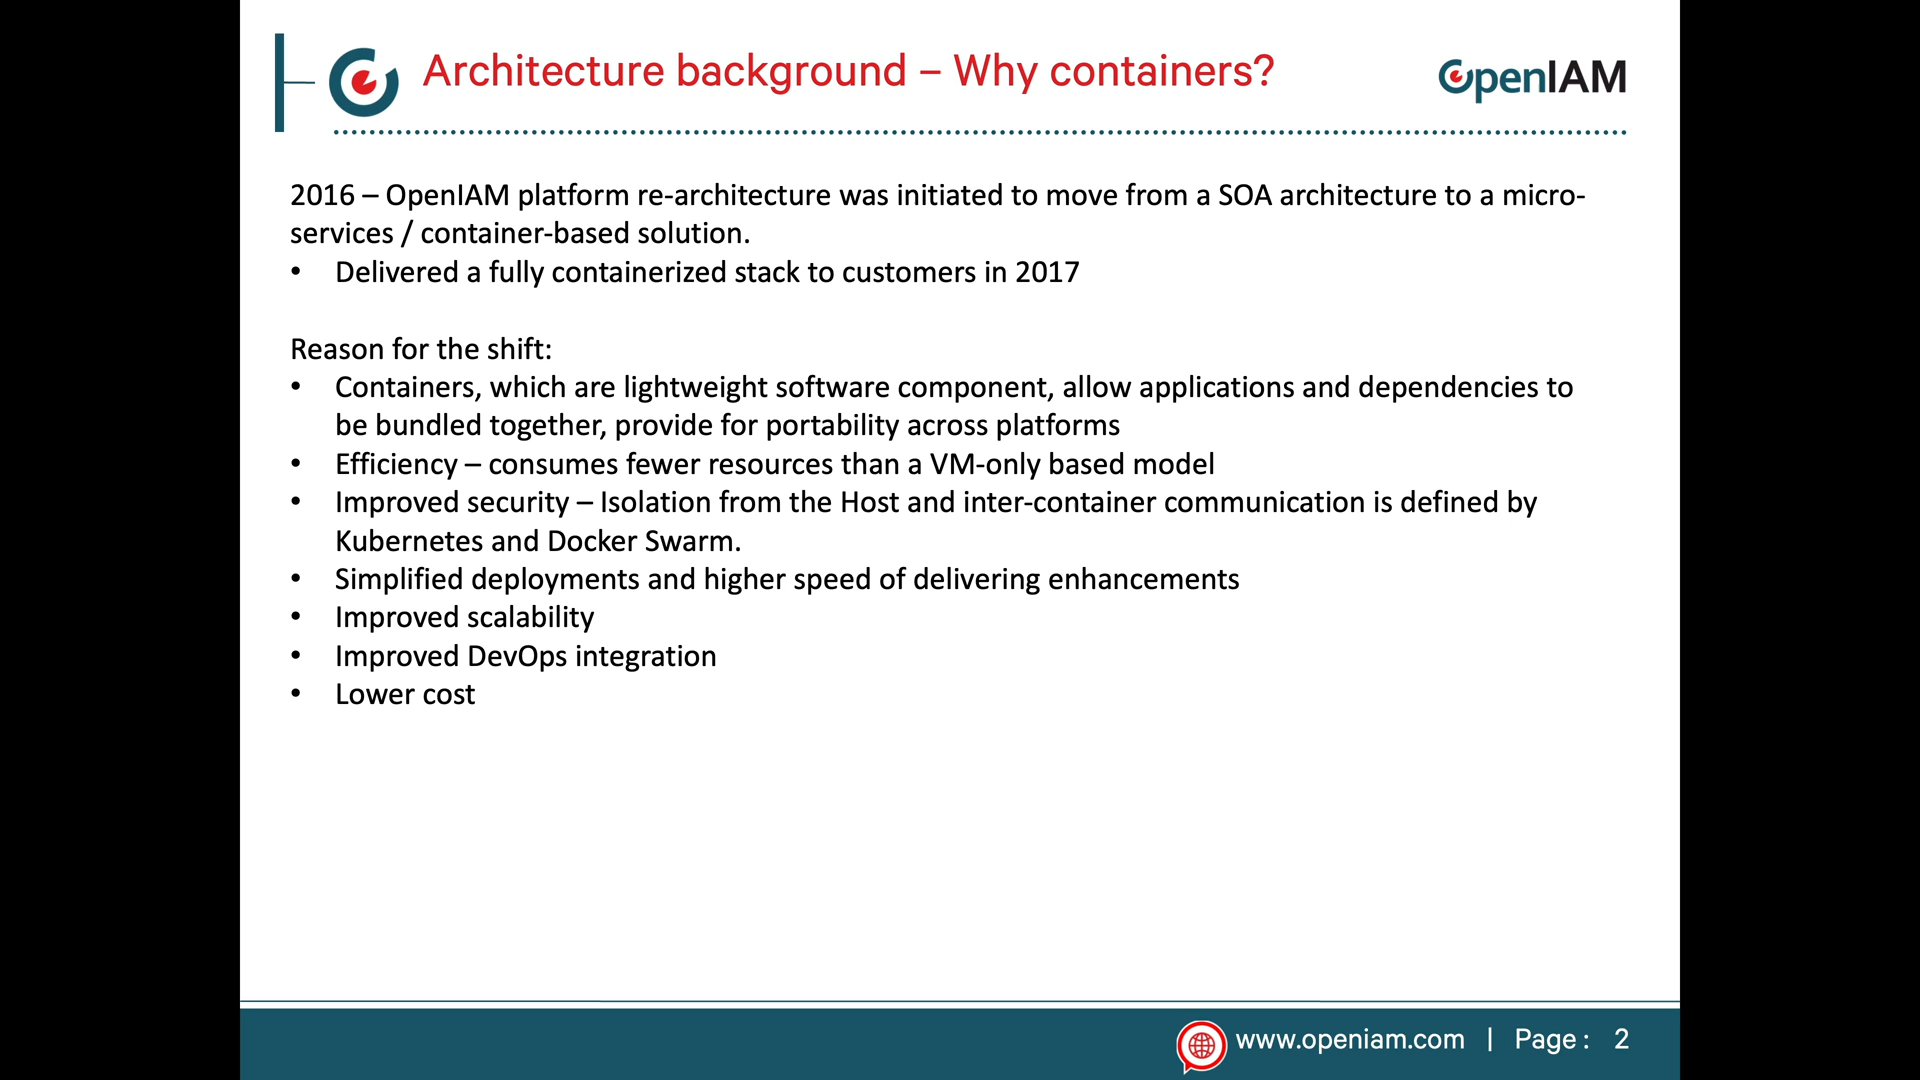 Architecture background – Why containers?
OpenIAM
2016 – OpenIAM platform re-architecture was initiated to move from a SOA architecture to a micro-
services / container-based solution.
• Delivered a fully containerized stack to customers in 2017
Reason for the shift:
• Containers, which are lightweight software component, allow applications and dependencies to
be bundled together, provide for portability across platforms
• Efficiency – consumes fewer resources than a VM-only based model
• Improved security – Isolation from the Host and inter-container communication is defined by
Kubernetes and Docker Swarm.
• Simplified deployments and higher speed of delivering enhancements
• Improved scalability
• Improved DevOps integration
• Lower cost
www.openiam.com | Page : 2